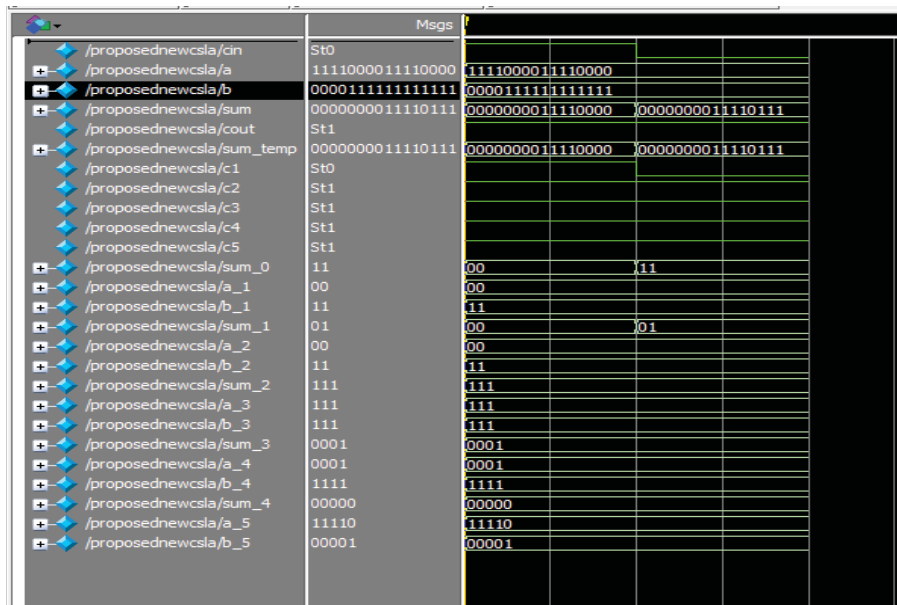 Msgs
/proposednewcsla/cin St0
/proposednewcsla/a 1111000011110000 1111000011110000
/proposednewcsla/b 0000111111111111 0000111111111111
/proposednewcsla/sum 0000000011110111 0000000011110000 0000000011110111
/proposednewcsla/cout St1
/proposednewcsla/sum_temp 0000000011110111 0000000011110000 0000000011110111
/proposednewcsla/c1 St0
/proposednewcsla/c2 St1
/proposednewcsla/c3 St1
/proposednewcsla/c4 St1
/proposednewcsla/c5 St1
/proposednewcsla/sum_0 11 00 11
/proposednewcsla/a_1 00 00
/proposednewcsla/b_1 11 11
/proposednewcsla/sum_1 01 00 01
/proposednewcsla/a_2 00 00
/proposednewcsla/b_2 11 11
/proposednewcsla/sum_2 111 111
/proposednewcsla/a_3 111 111
/proposednewcsla/b_3 111 111
/proposednewcsla/sum_3 0001 0001
/proposednewcsla/a_4 0001 0001
/proposednewcsla/b_4 1111 1111
/proposednewcsla/sum_4 00000 00000
/proposednewcsla/a_5 11110 11110
/proposednewcsla/b_5 00001 00001